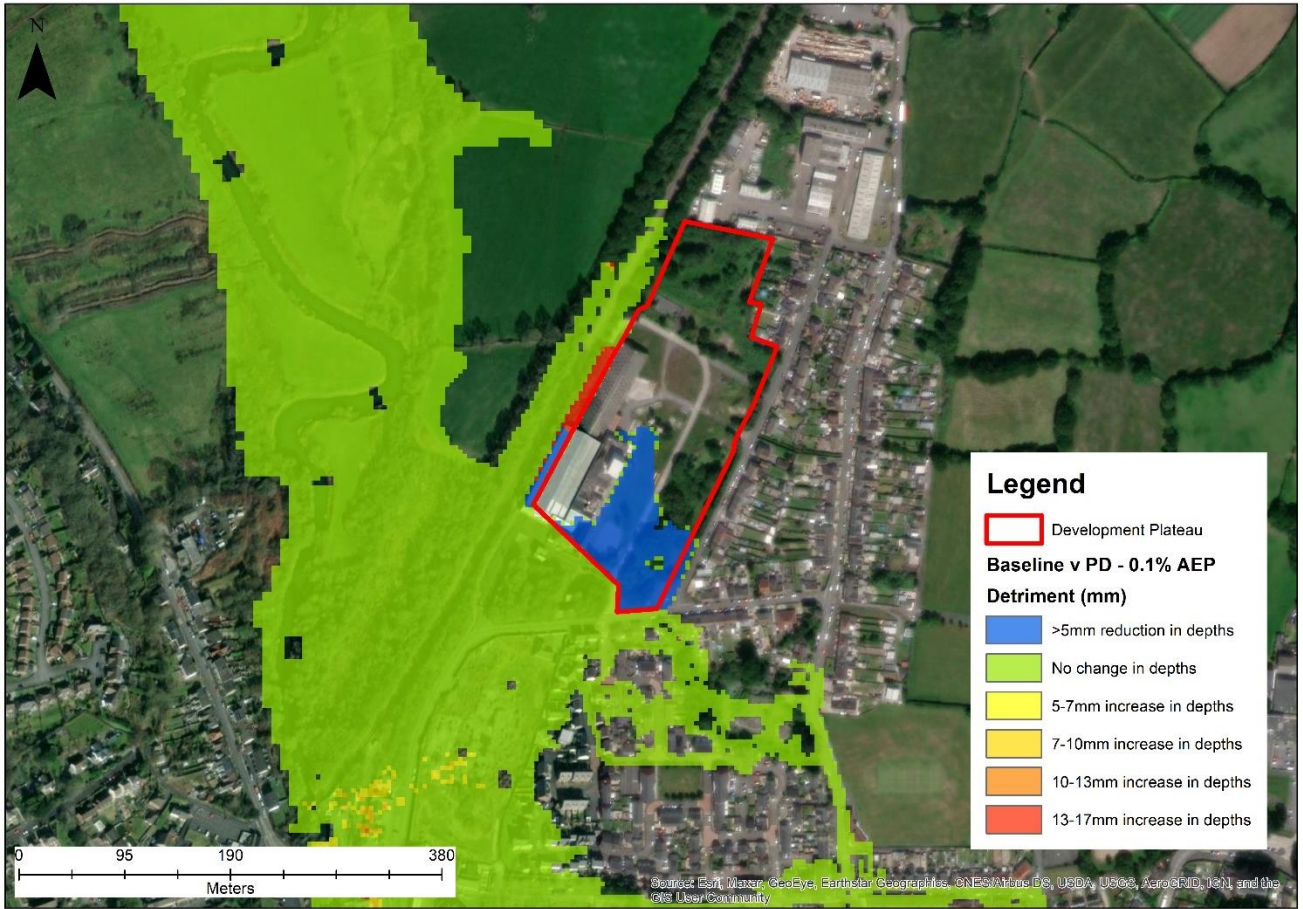 N
Legend
Development Plateau
Baseline v PD - 0.1% AEP
Detriment (mm)
>5mm reduction in depths
No change in depths
5-7mm increase in depths
7-10mm increase in depths
10-13mm increase in depths
13-17mm increase in depths
0 95 190 380
Meters
Source: Esri, Maxar, GeoEye, Earthstar Geographics, CNES/Airbus DS, USDA, USGS, AeroGRID, IGN, and the
GIS User Community